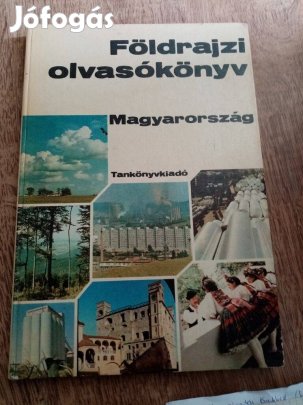 Jófogás
Földrajzi
olvasókönyv
Magyarország
Tankönyvkiadó